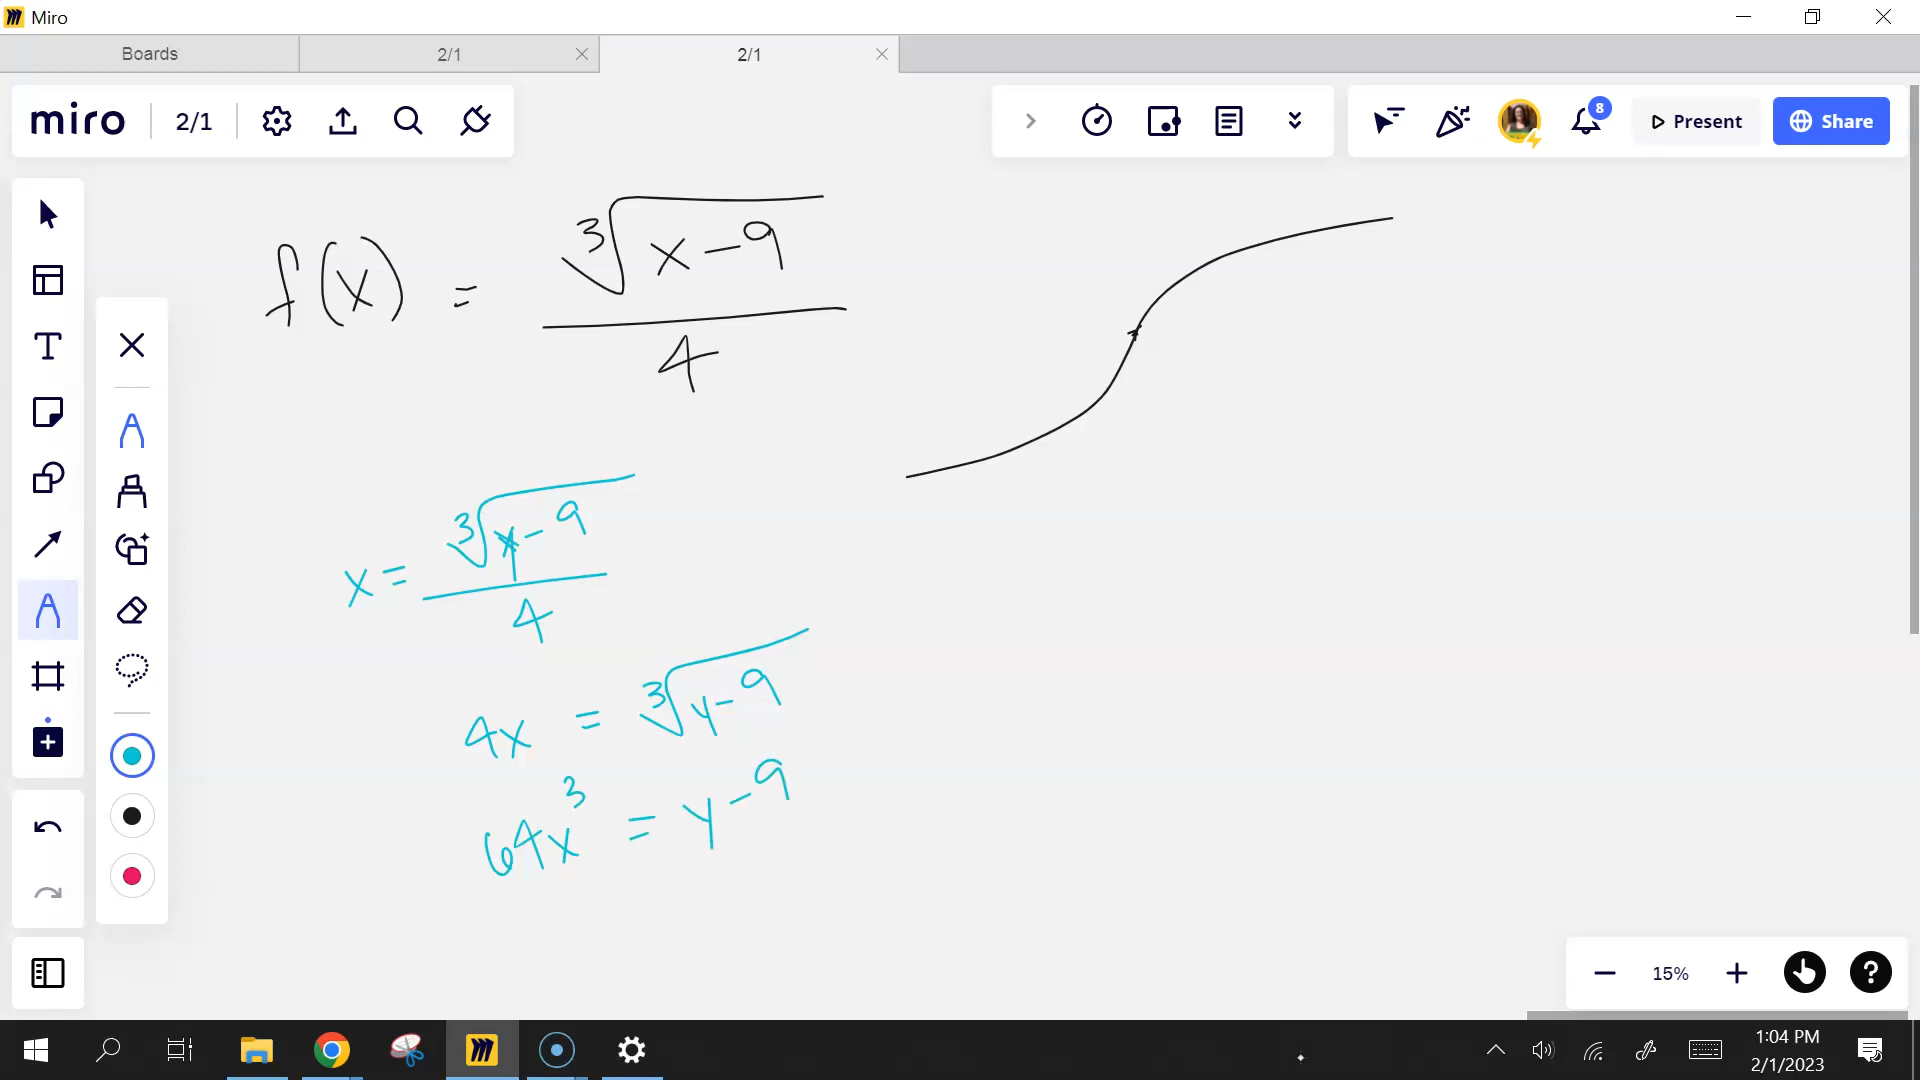 Miro
Boards
2/1
2/1
miro
2/1
8
Present
Share
f(x) = ∛(x-9) / 4
x = ∛(y-9) / 4
4x = ∛(y-9)
64x³ = y-9
15%
1:04 PM
2/1/2023